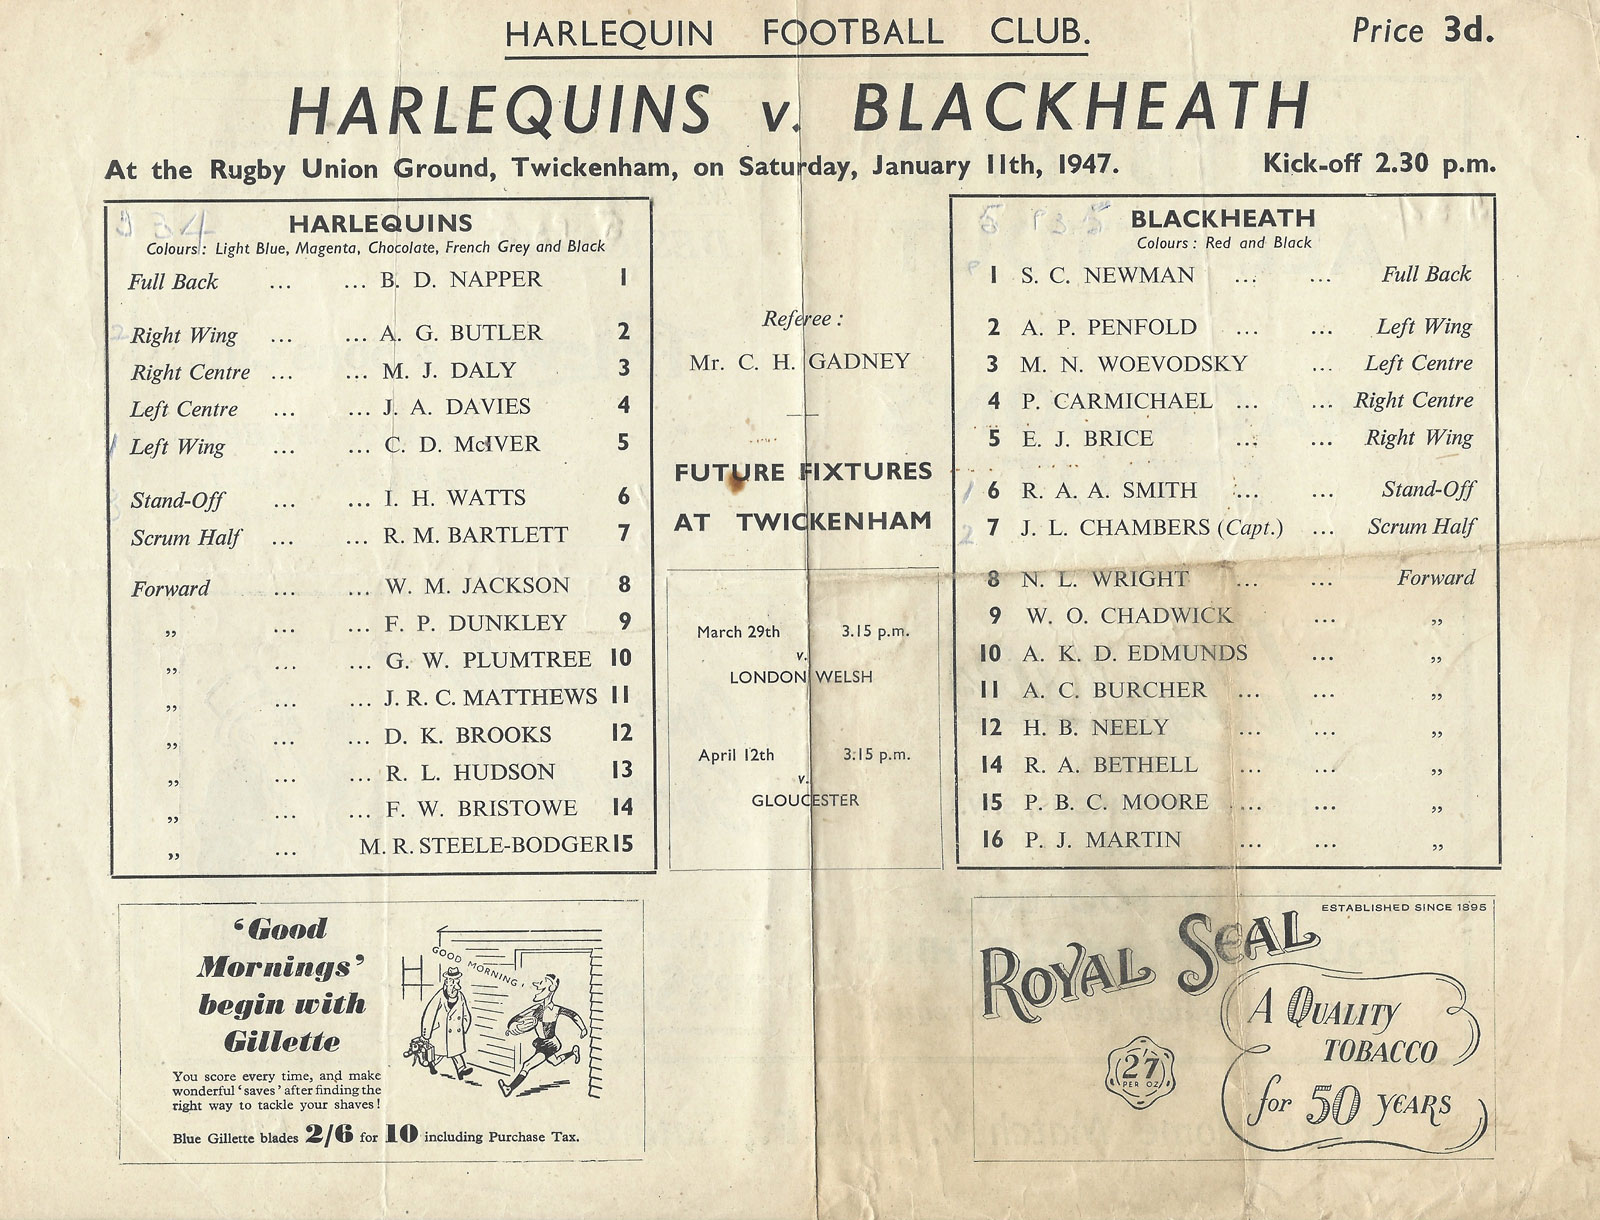 HARLEQUIN FOOTBALL CLUB.
Price 3d.
HARLEQUINS v. BLACKHEATH
At the Rugby Union Ground, Twickenham, on Saturday, January 11th, 1947. Kick-off 2.30 p.m.
HARLEQUINS
Colours: Light Blue, Magenta, Chocolate, French Grey and Black
Full Back ... ... B. D. NAPPER 1
Right Wing ... ... A. G. BUTLER 2
Right Centre ... ... M. J. DALY 3
Left Centre ... ... J. A. DAVIES 4
Left Wing ... ... C. D. McIVER 5
Stand-Off ... ... I. H. WATTS 6
Scrum Half ... ... R. M. BARTLETT 7
Forward ... ... W. M. JACKSON 8
„ ... ... F. P. DUNKLEY 9
„ ... ... G. W. PLUMTREE 10
„ ... ... J. R. C. MATTHEWS 11
„ ... ... D. K. BROOKS 12
„ ... ... R. L. HUDSON 13
„ ... ... F. W. BRISTOWE 14
„ ... M. R. STEELE-BODGER 15
Referee :
Mr. C. H. GADNEY
FUTURE FIXTURES
AT TWICKENHAM
March 29th 3.15 p.m.
v.
LONDON WELSH
April 12th 3.15 p.m.
v.
GLOUCESTER
BLACKHEATH
Colours : Red and Black
1 S. C. NEWMAN ... ... Full Back
2 A. P. PENFOLD ... ... Left Wing
3 M. N. WOEVODSKY ... Left Centre
4 P. CARMICHAEL ... ... Right Centre
5 E. J. BRICE ... ... Right Wing
6 R. A. A. SMITH ... ... Stand-Off
7 J. L. CHAMBERS (Capt.) ... Scrum Half
8 N. L. WRIGHT ... ... Forward
9 W. O. CHADWICK ... „
10 A. K. D. EDMUNDS ... „
11 A. C. BURCHER ... ... „
12 H. B. NEELY ... ... „
14 R. A. BETHELL ... ... „
15 P. B. C. MOORE ... ... „
16 P. J. MARTIN ... ... „
‘Good
Mornings’
begin with
Gillette
GOOD MORNING!
You score every time, and make
wonderful ‘saves’ after finding the
right way to tackle your shaves!
Blue Gillette blades 2/6 for 10 including Purchase Tax.
ESTABLISHED SINCE 1895
ROYAL SEAL
A QUALITY
TOBACCO
for 50 YEARS
2/7
PER OZ